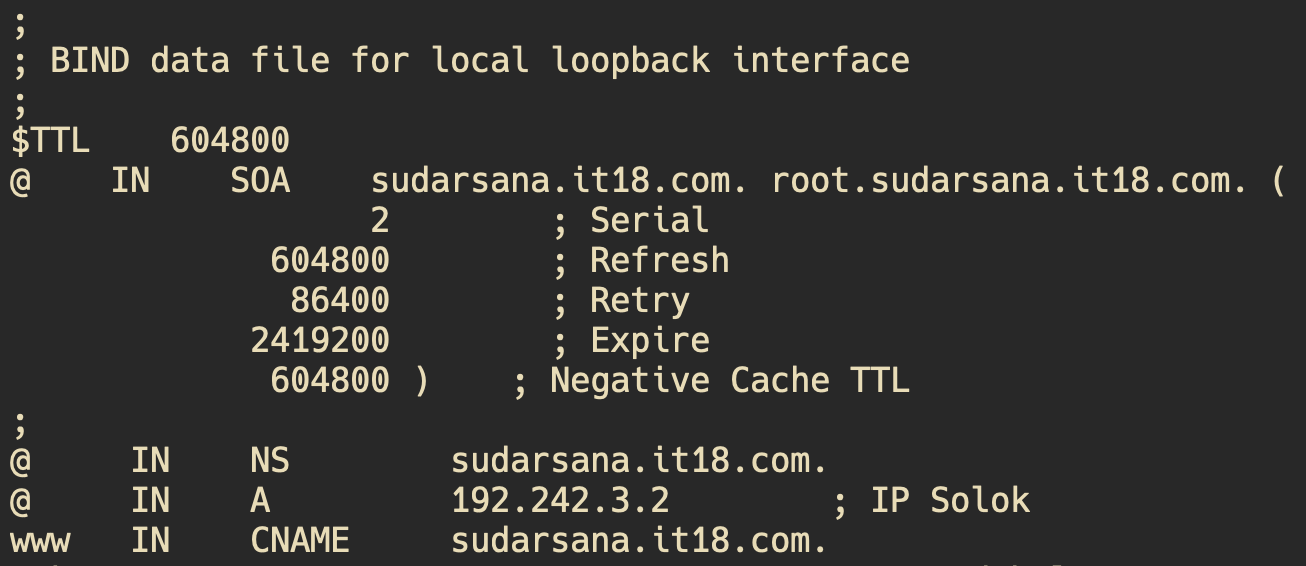 ;
; BIND data file for local loopback interface
;
$TTL    604800
@    IN    SOA    sudarsana.it18.com. root.sudarsana.it18.com. (
                  2        ; Serial
             604800        ; Refresh
              86400        ; Retry
            2419200        ; Expire
             604800 )    ; Negative Cache TTL
;
@     IN    NS        sudarsana.it18.com.
@     IN    A         192.242.3.2        ; IP Solok
www   IN    CNAME     sudarsana.it18.com.